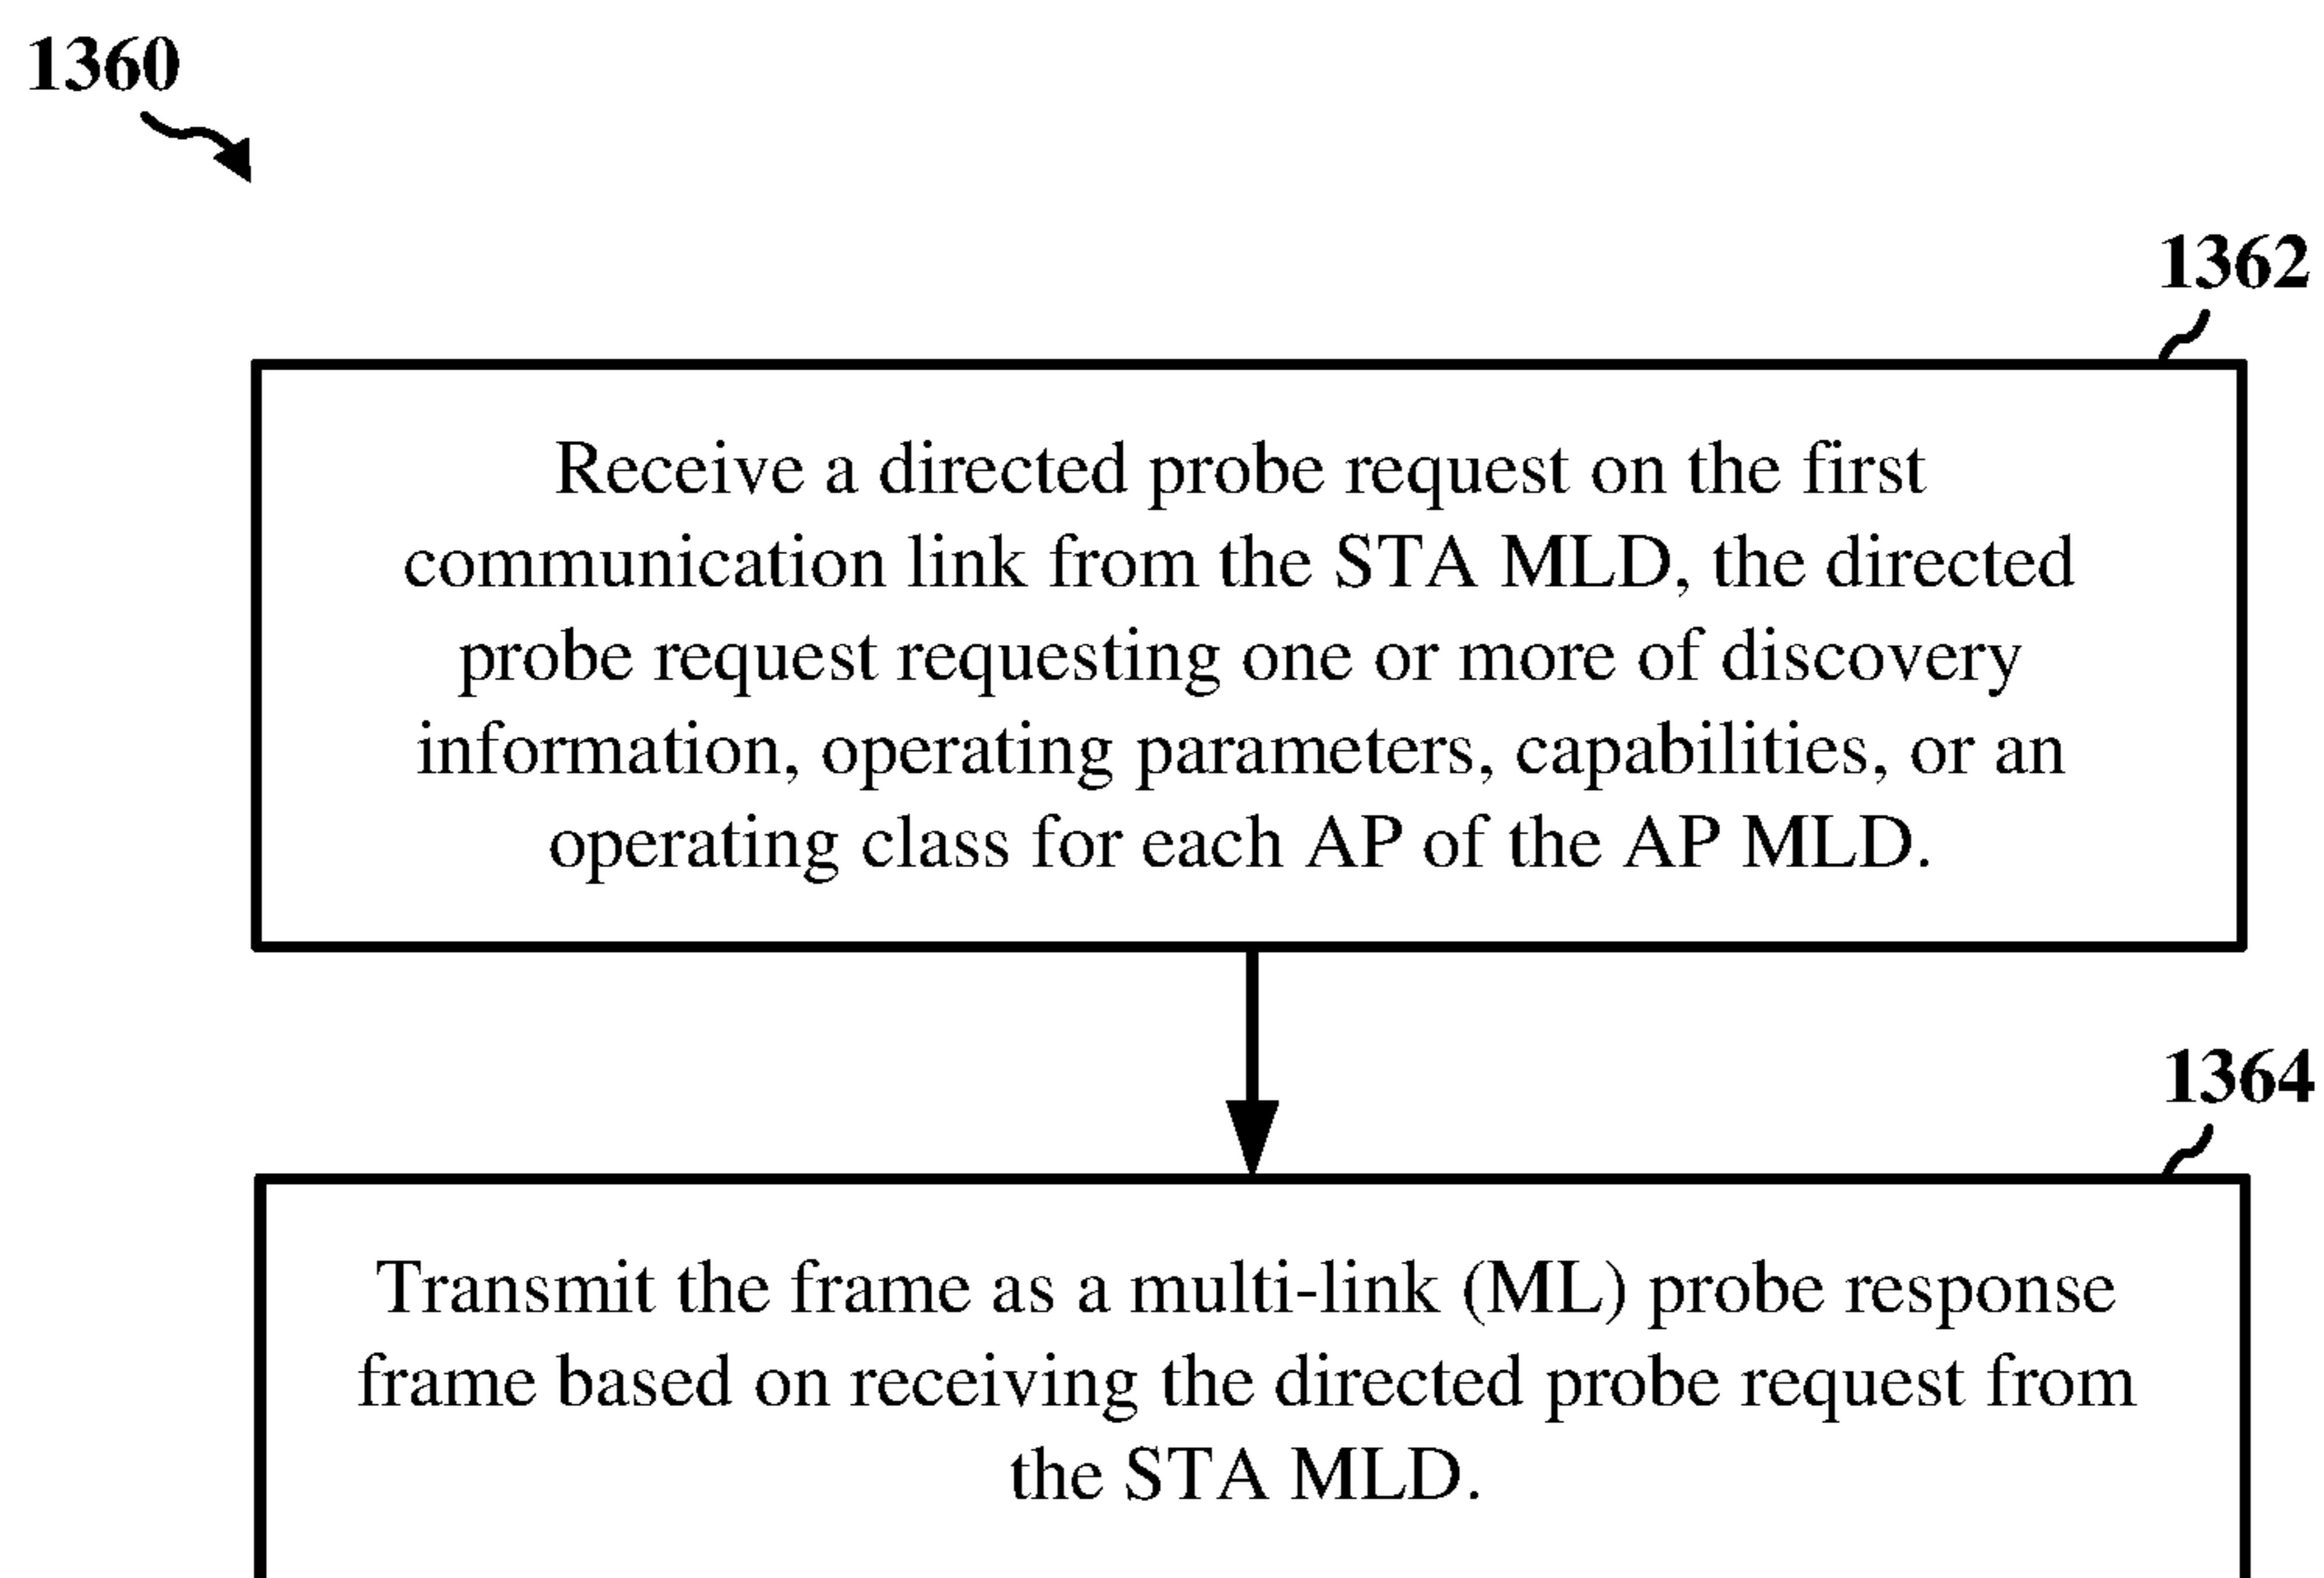 1360
1362
Receive a directed probe request on the first
communication link from the STA MLD, the directed
probe request requesting one or more of discovery
information, operating parameters, capabilities, or an
operating class for each AP of the AP MLD.
1364
Transmit the frame as a multi-link (ML) probe response
frame based on receiving the directed probe request from
the STA MLD.